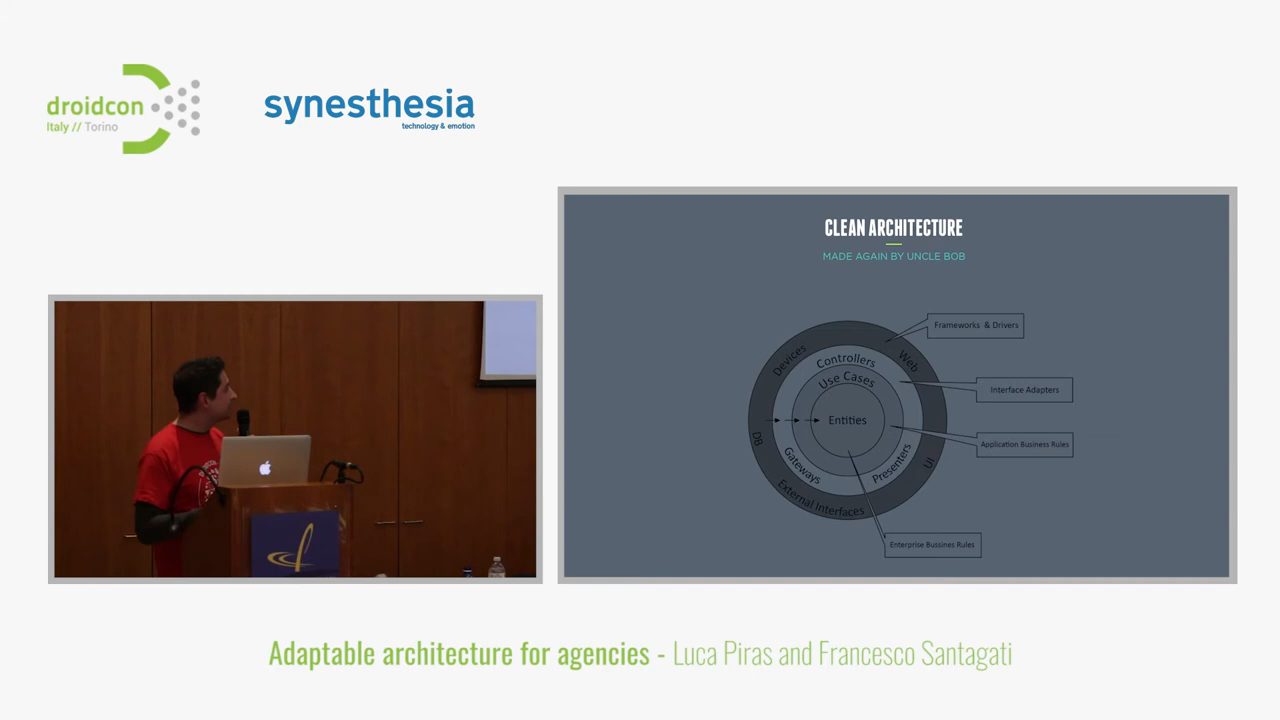 droidcon
Italy // Torino
synesthesia
technology & emotion
CLEAN ARCHITECTURE
MADE AGAIN BY UNCLE BOB
Frameworks & Drivers
Devices
Web
Controllers
Use Cases
Interface Adapters
Entities
Application Business Rules
DB
Gateways
Presenters
UI
External Interfaces
Enterprise Bussines Rules
Adaptable architecture for agencies - Luca Piras and Francesco Santagati